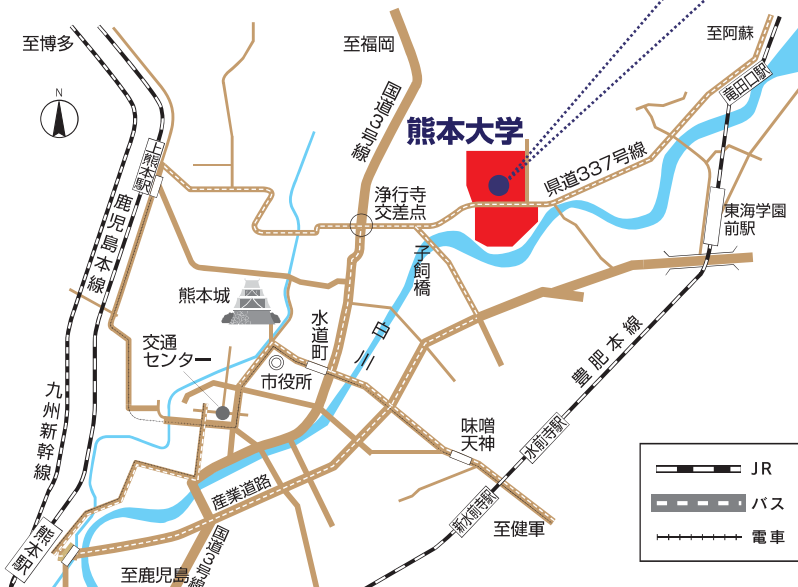 至博多
至福岡
至阿蘇
N
国道3号線
竜田口駅
熊本大学
上熊本駅
県道337号線
鹿児島本線
浄行寺
交差点
東海学園
前駅
子飼橋
熊本城
水道町
白川
交通
センター
市役所
豊肥本線
九州新幹線
味噌
天神
水前寺駅
JR
産業道路
新水前寺駅
バス
至健軍
国道3号線
熊本駅
電車
至鹿児島